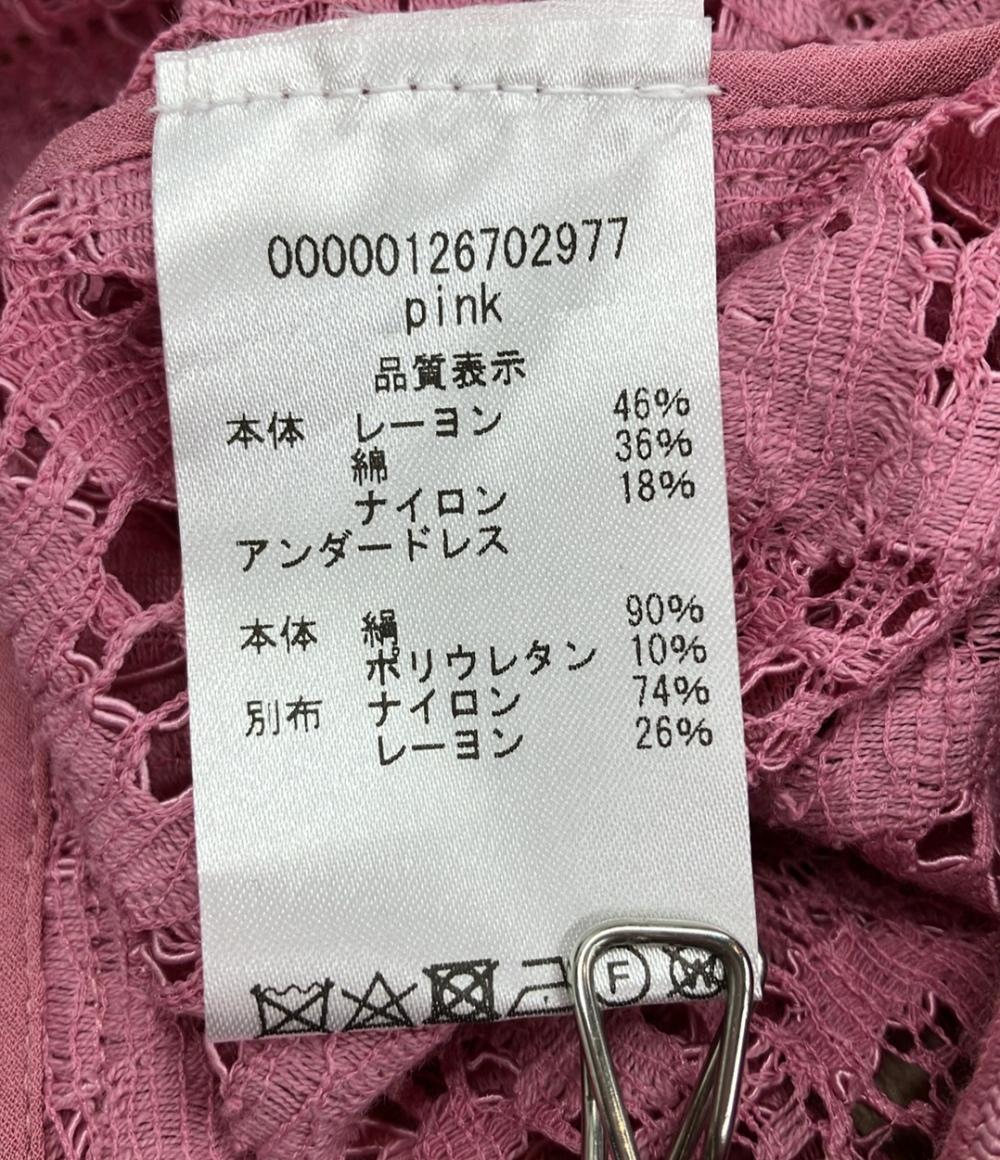 00000126702977
pink
品質表示
本体 レーヨン 46%
綿 36%
ナイロン 18%
アンダードレス
本体 絹 90%
ポリウレタン 10%
別布 ナイロン 74%
レーヨン 26%
F
W